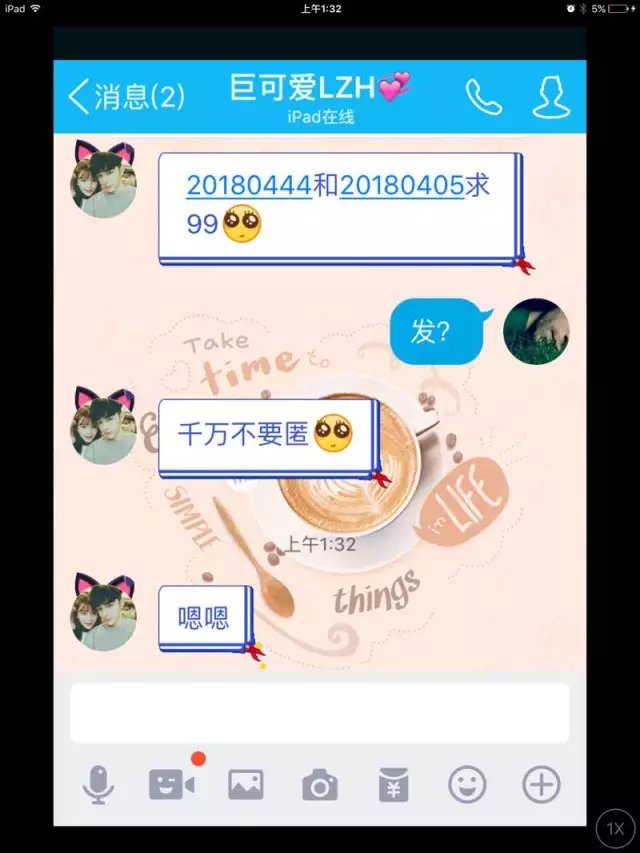 iPad 上午1:32 5%
消息(2) 巨可爱LZH💕
iPad在线
20180444和20180405求
99🥺
发?
Take
time to
千万不要匿🥺
in LIFE
SIMPLE
上午1:32
things
嗯嗯
¥
1X